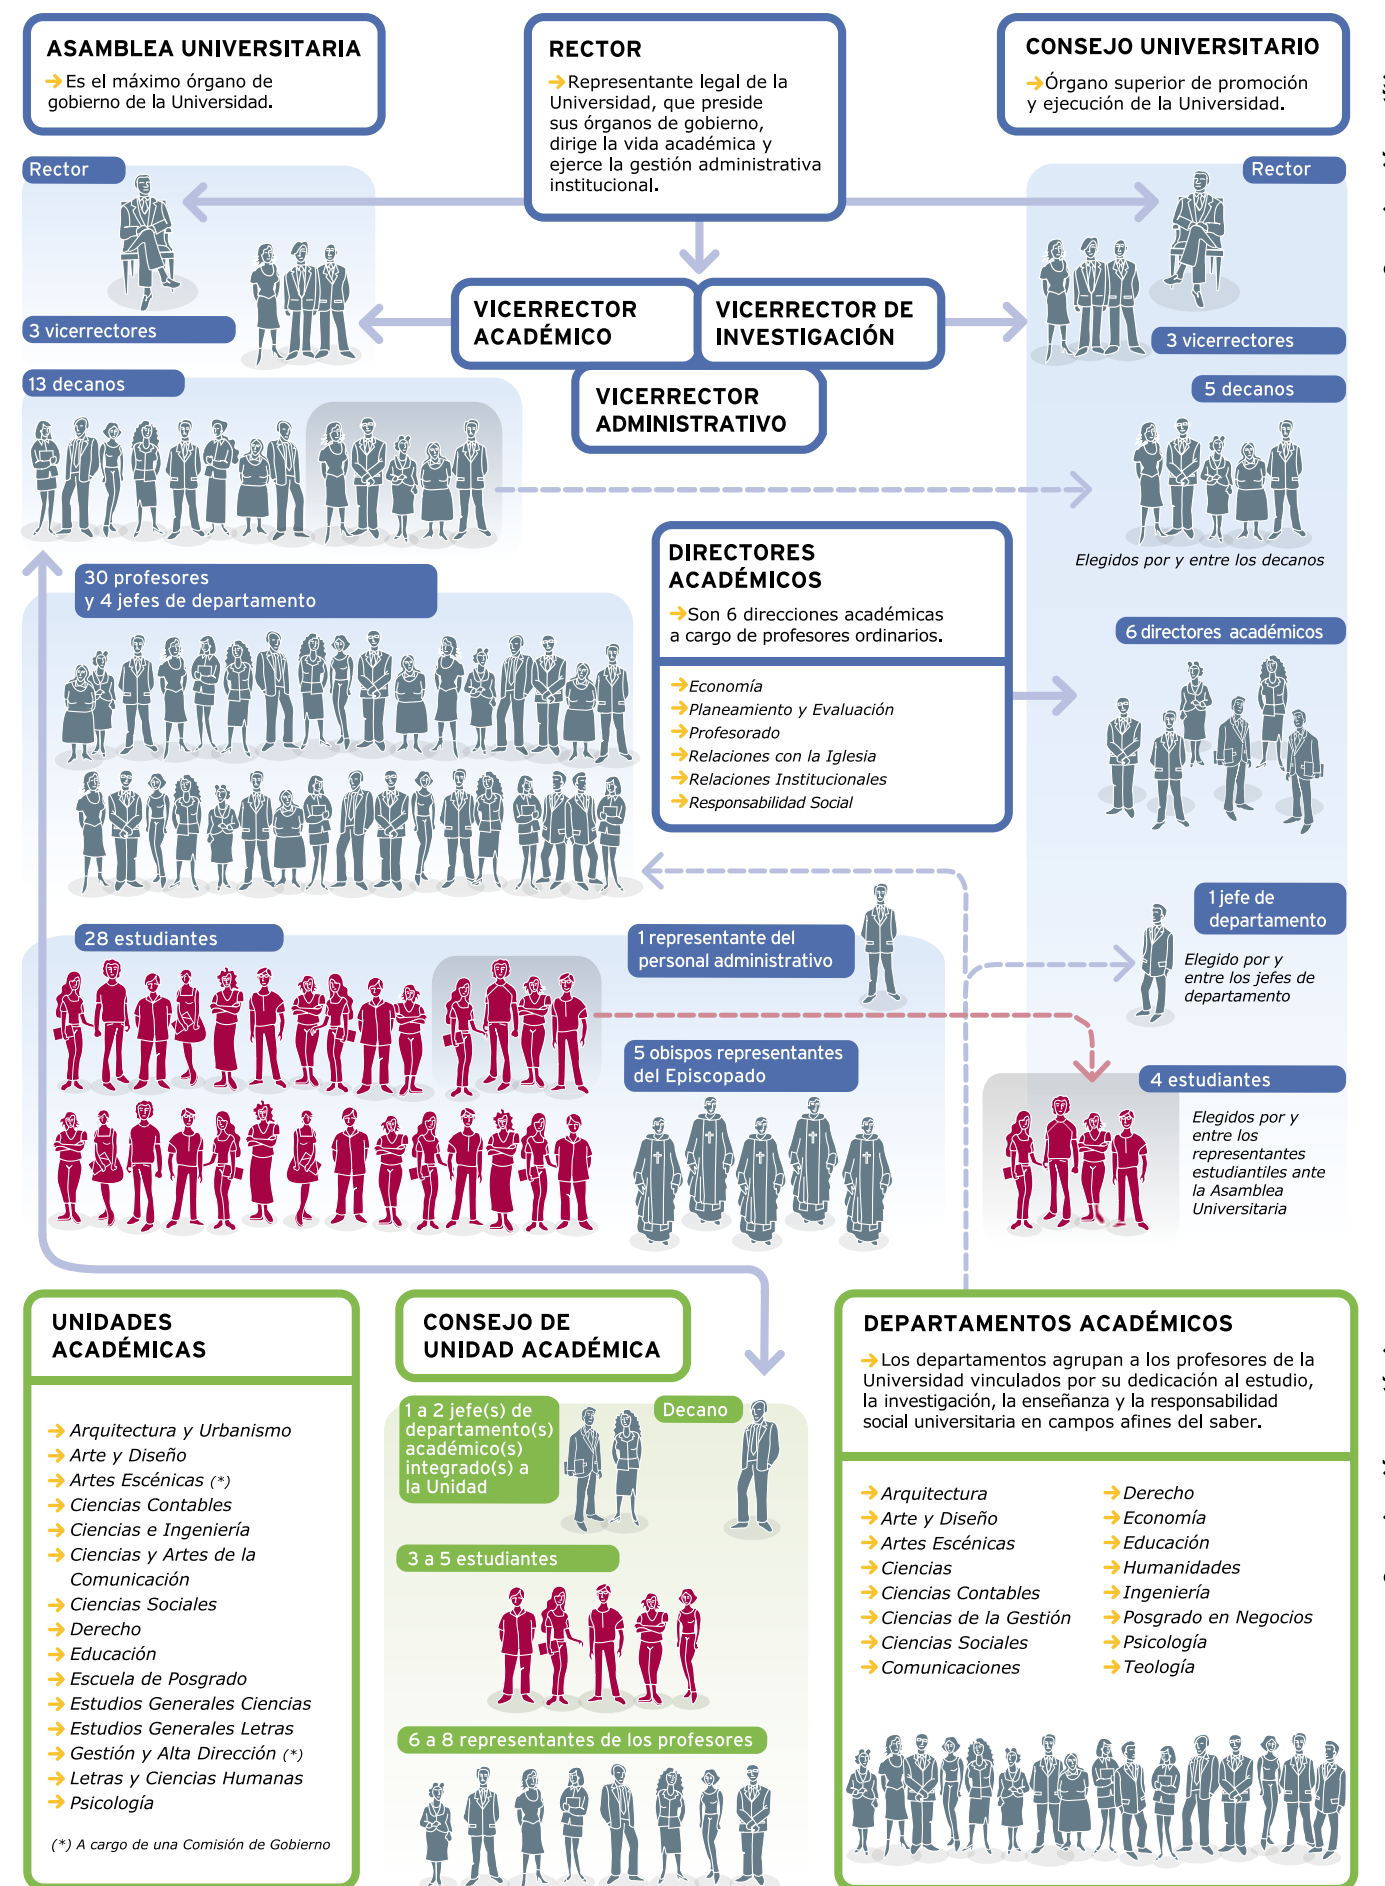 ASAMBLEA UNIVERSITARIA
Es el máximo órgano de
gobierno de la Universidad.
RECTOR
Representante legal de la
Universidad, que preside
sus órganos de gobierno,
dirige la vida académica y
ejerce la gestión administrativa
institucional.
CONSEJO UNIVERSITARIO
Órgano superior de promoción
y ejecución de la Universidad.
Rector
3 vicerrectores
13 decanos
VICERRECTOR
ACADÉMICO
VICERRECTOR DE
INVESTIGACIÓN
VICERRECTOR
ADMINISTRATIVO
Rector
3 vicerrectores
5 decanos
Elegidos por y entre los decanos
30 profesores
y 4 jefes de departamento
DIRECTORES
ACADÉMICOS
Son 6 direcciones académicas
a cargo de profesores ordinarios.
Economía
Planeamiento y Evaluación
Profesorado
Relaciones con la Iglesia
Relaciones Institucionales
Responsabilidad Social
6 directores académicos
1 jefe de
departamento
Elegido por y
entre los jefes de
departamento
28 estudiantes
1 representante del
personal administrativo
5 obispos representantes
del Episcopado
4 estudiantes
Elegidos por y
entre los
representantes
estudiantiles ante
la Asamblea
Universitaria
UNIDADES
ACADÉMICAS
Arquitectura y Urbanismo
Arte y Diseño
Artes Escénicas (*)
Ciencias Contables
Ciencias e Ingeniería
Ciencias y Artes de la
Comunicación
Ciencias Sociales
Derecho
Educación
Escuela de Posgrado
Estudios Generales Ciencias
Estudios Generales Letras
Gestión y Alta Dirección (*)
Letras y Ciencias Humanas
Psicología
(*) A cargo de una Comisión de Gobierno
CONSEJO DE
UNIDAD ACADÉMICA
1 a 2 jefe(s) de
departamento(s)
académico(s)
integrado(s) a
la Unidad
Decano
3 a 5 estudiantes
6 a 8 representantes de los profesores
DEPARTAMENTOS ACADÉMICOS
Los departamentos agrupan a los profesores de la
Universidad vinculados por su dedicación al estudio,
la investigación, la enseñanza y la responsabilidad
social universitaria en campos afines del saber.
Arquitectura
Arte y Diseño
Artes Escénicas
Ciencias
Ciencias Contables
Ciencias de la Gestión
Ciencias Sociales
Comunicaciones
Derecho
Economía
Educación
Humanidades
Ingeniería
Posgrado en Negocios
Psicología
Teología